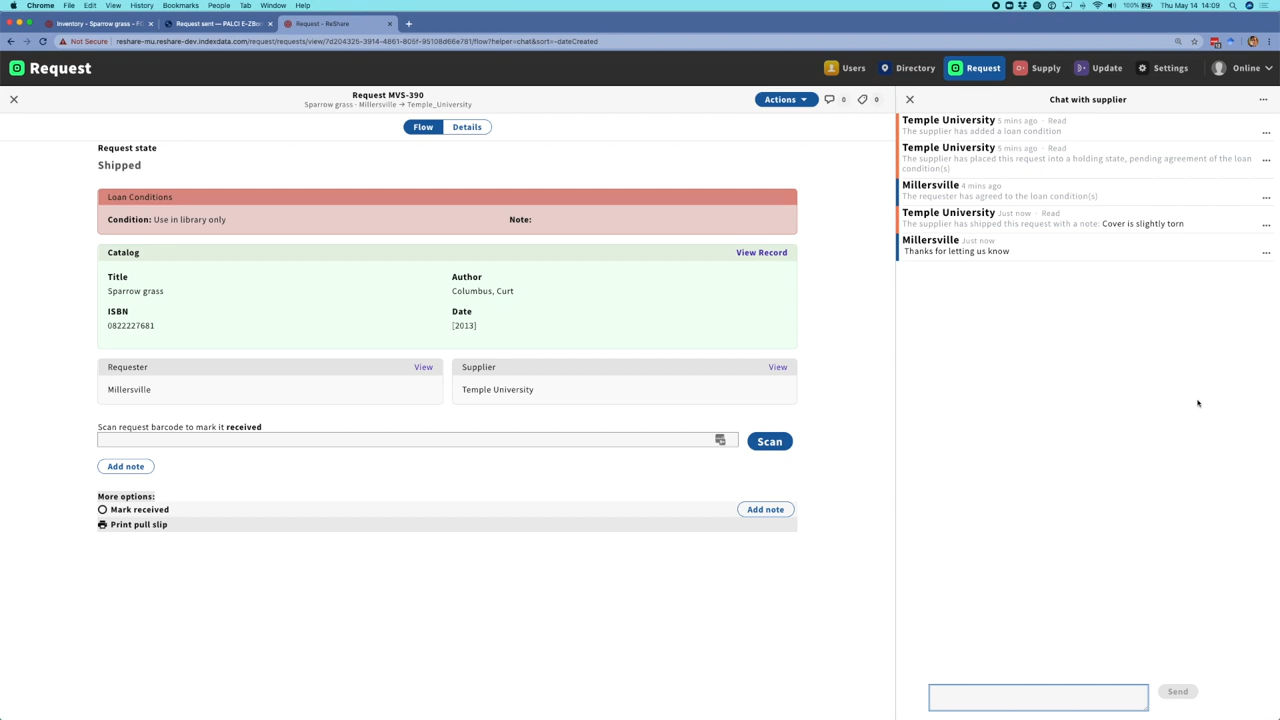 Chrome File Edit View History Bookmarks People Tab Window Help 100% Thu May 14 14:09
Request sent — PALCI E-ZBor
Request - ReShare
Not Secure reshare-mu.reshare-dev.indexdata.com/request/requests/view/7d204325-3914-4861-805f-95108d66e781/flow?helper=chat&sort=-dateCreated
Request Users Directory Request Supply Update Settings Online
Request MVS-390
Sparrow grass · Millersville → Temple_University
Actions 0 0
Flow Details
Request state
Shipped
Loan Conditions
Condition: Use in library only Note:
Catalog View Record
Title Author
Sparrow grass Columbus, Curt
ISBN Date
0822227681 [2013]
Requester View Supplier View
Millersville Temple University
Scan request barcode to mark it received
Scan
Add note
More options:
Mark received Add note
Print pull slip
Chat with supplier
Temple University 5 mins ago · Read
The supplier has added a loan condition
Temple University 5 mins ago · Read
The supplier has placed this request into a holding state, pending agreement of the loan
condition(s)
Millersville 4 mins ago
The requester has agreed to the loan condition(s)
Temple University Just now · Read
The supplier has shipped this request with a note: Cover is slightly torn
Millersville Just now
Thanks for letting us know
Send